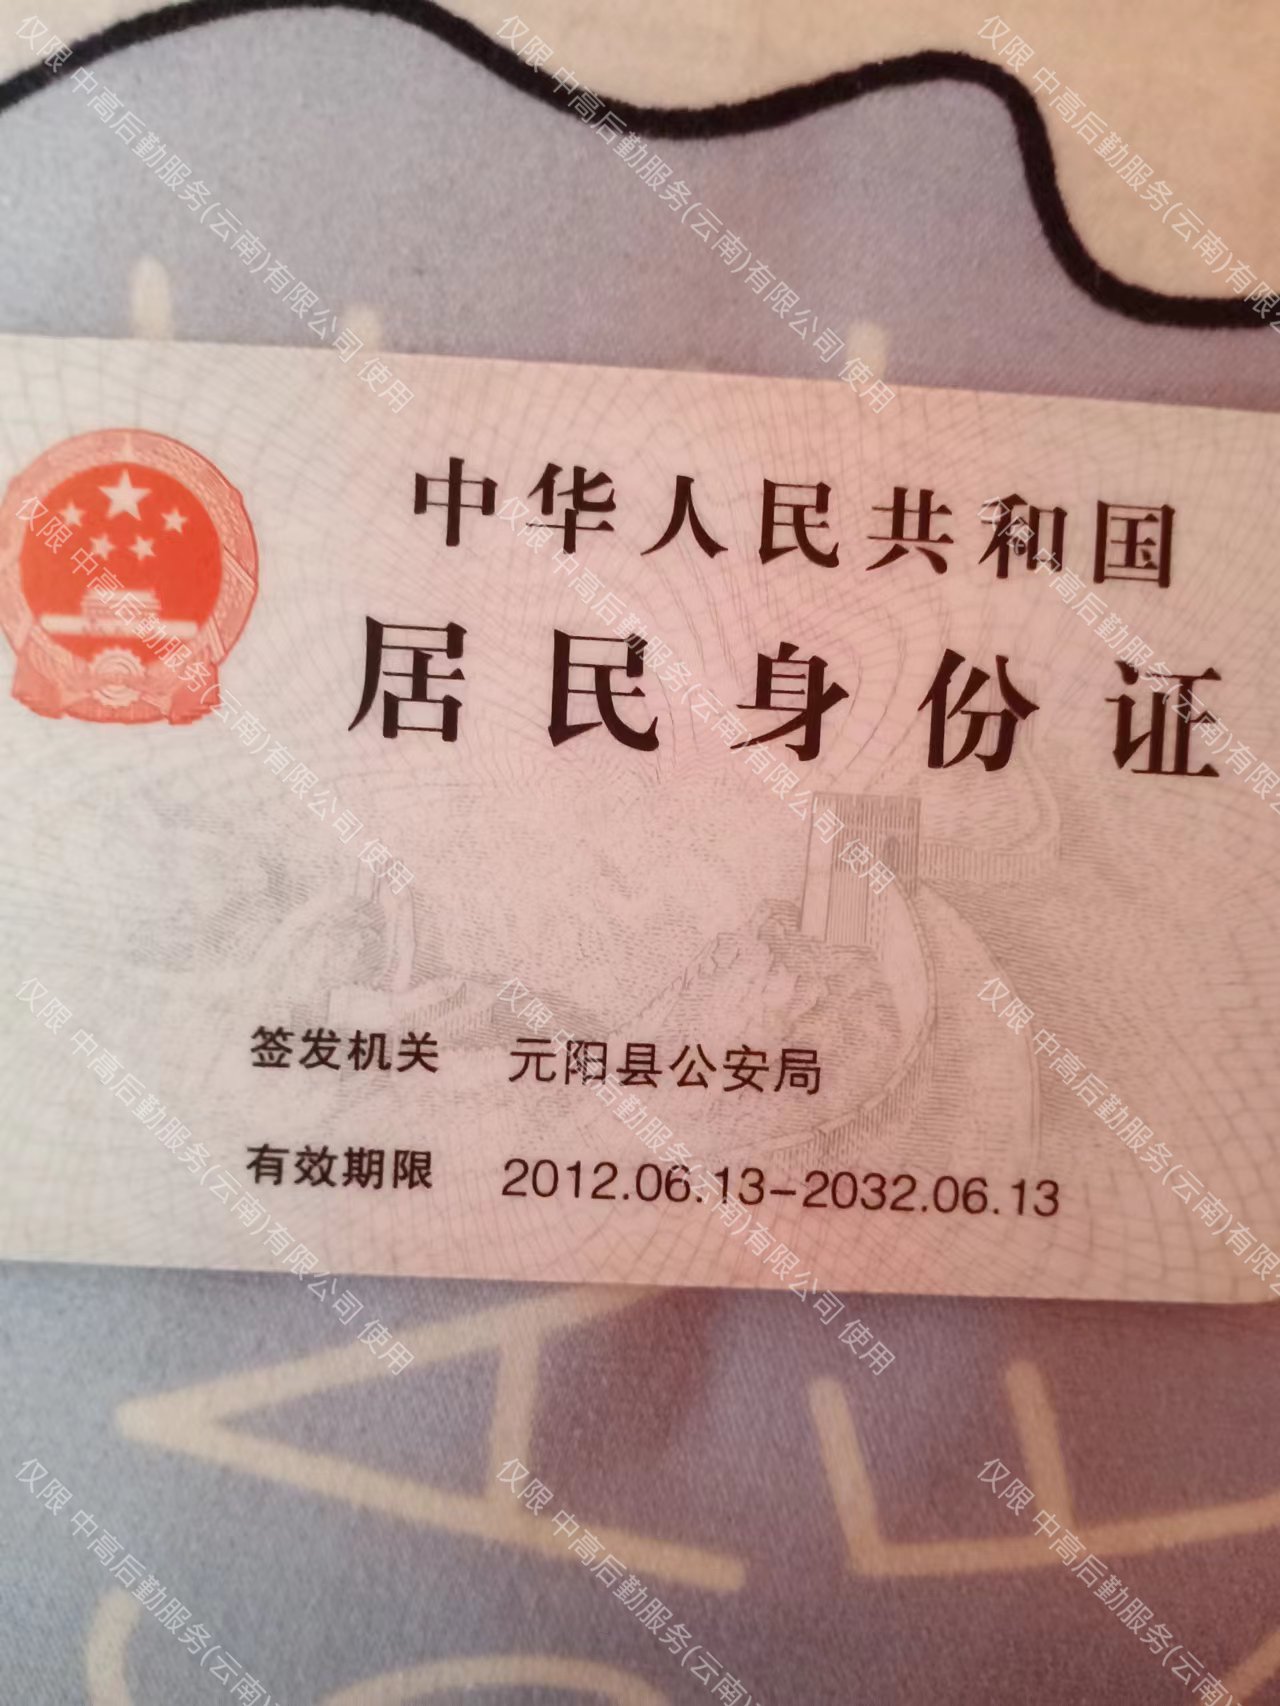 中华人民共和国
居民身份证
签发机关 元阳县公安局
有效期限 2012.06.13-2032.06.13
仅限 中高后勤服务(云南)有限公司 使用